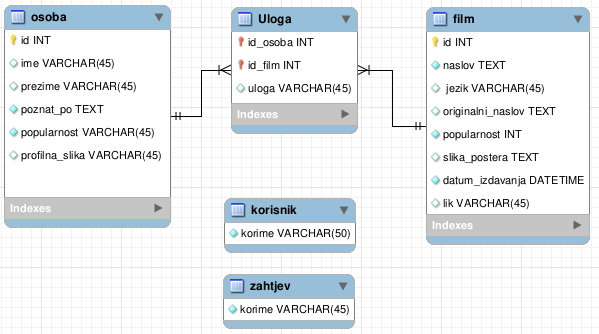 osoba
id INT
ime VARCHAR(45)
prezime VARCHAR(45)
poznat_po TEXT
popularnost VARCHAR(45)
profilna_slika VARCHAR(45)
Indexes
Uloga
id_osoba INT
id_film INT
uloga VARCHAR(45)
Indexes
film
id INT
naslov TEXT
jezik VARCHAR(45)
originalni_naslov TEXT
popularnost INT
slika_postera TEXT
datum_izdavanja DATETIME
lik VARCHAR(45)
Indexes
korisnik
korime VARCHAR(50)
zahtjev
korime VARCHAR(45)